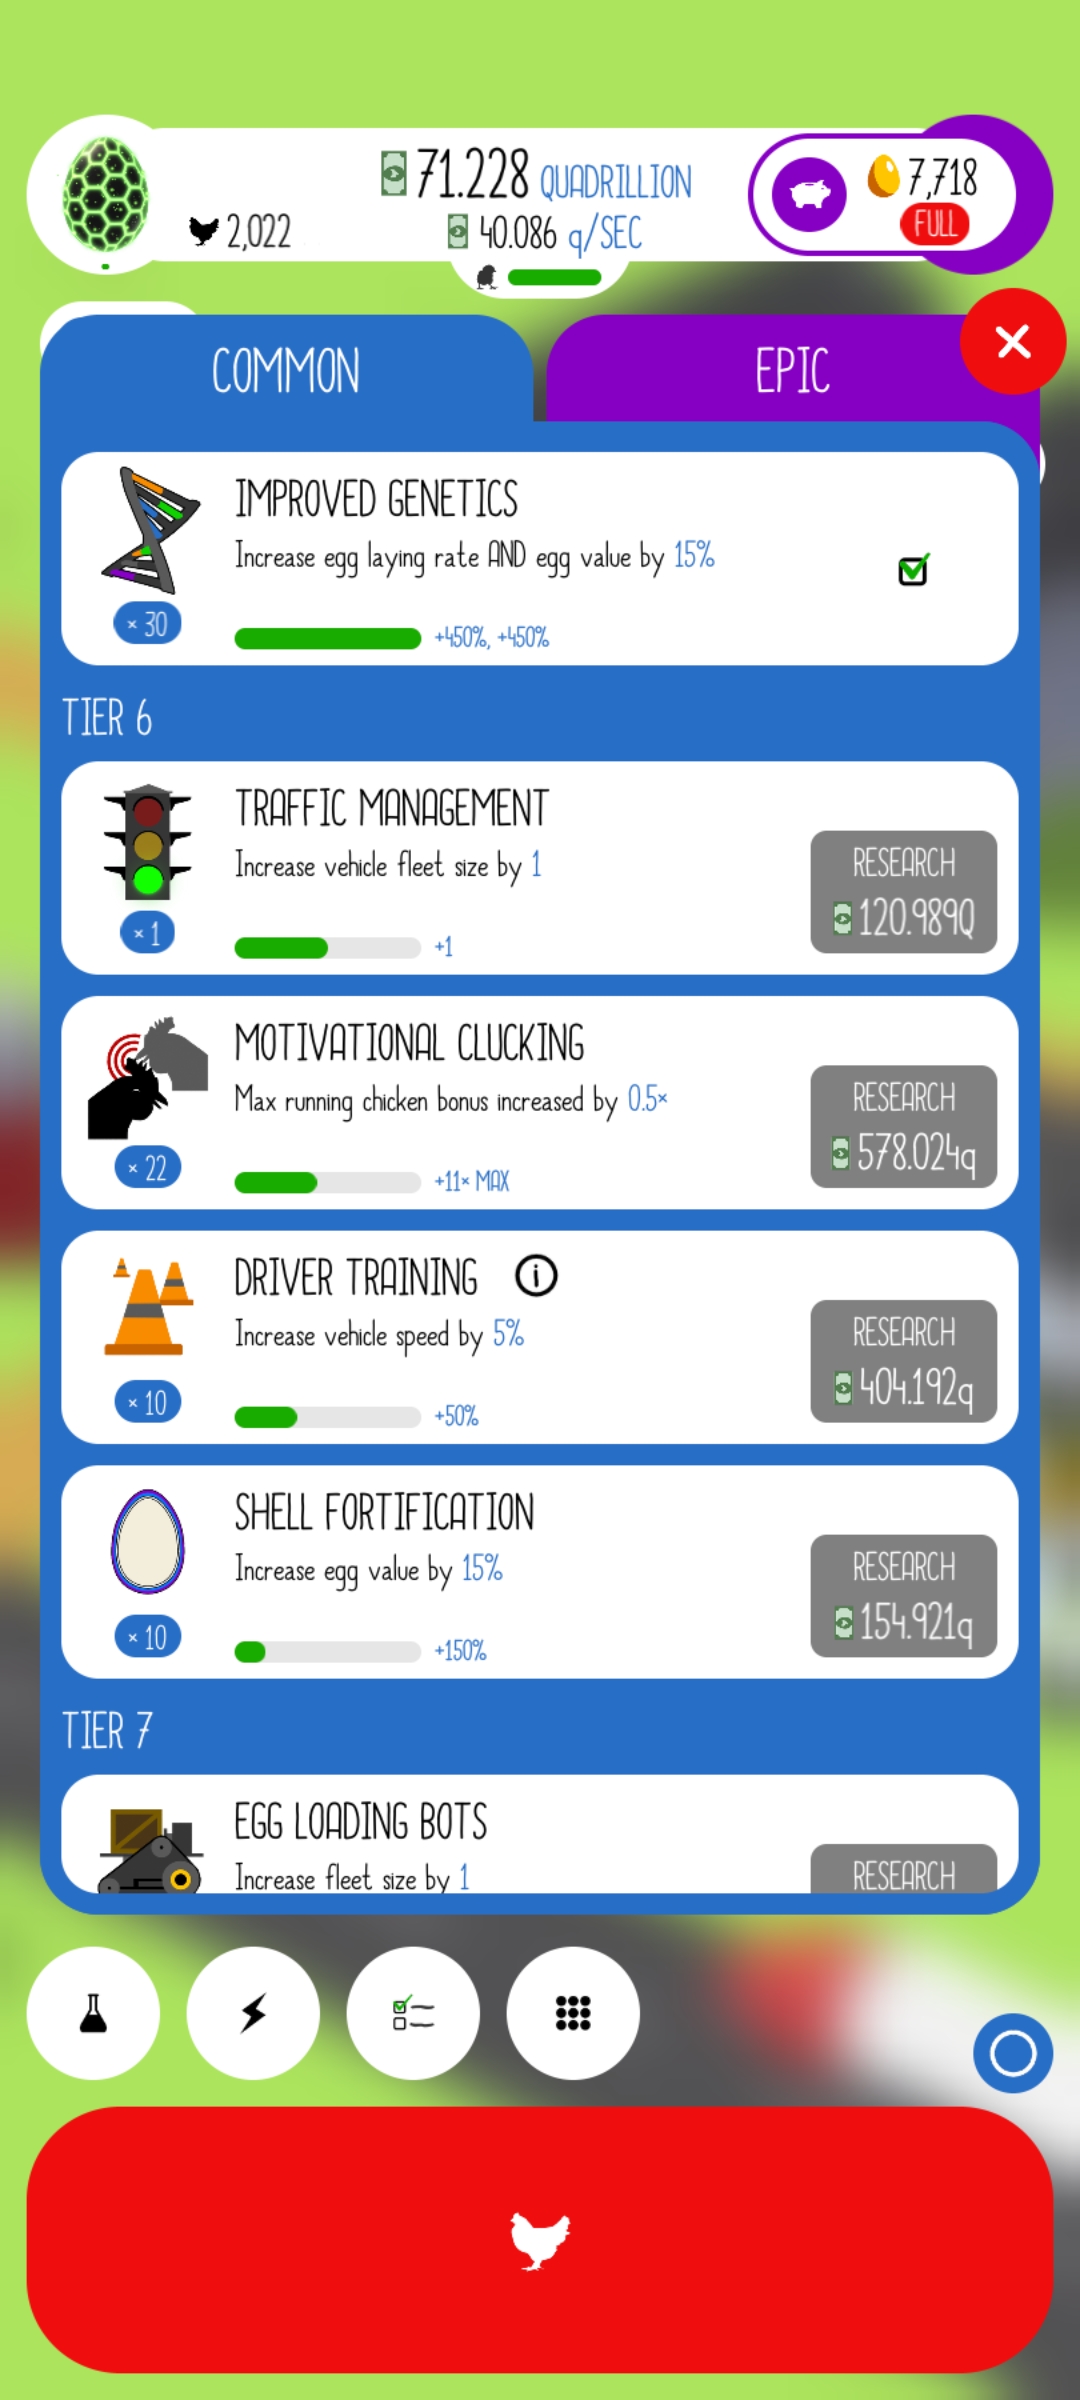 71.228 QUADRILLION
2,022
40.086 q/SEC
7,718
FULL
COMMON
EPIC
IMPROVED GENETICS
Increase egg laying rate AND egg value by 15%
× 30
+450%, +450%
TIER 6
TRAFFIC MANAGEMENT
Increase vehicle fleet size by 1
× 1
+1
RESEARCH
120.989Q
MOTIVATIONAL CLUCKING
Max running chicken bonus increased by 0.5×
× 22
+11× MAX
RESEARCH
578.024q
DRIVER TRAINING
Increase vehicle speed by 5%
× 10
+50%
RESEARCH
404.192q
SHELL FORTIFICATION
Increase egg value by 15%
× 10
+150%
RESEARCH
154.921q
TIER 7
EGG LOADING BOTS
Increase fleet size by 1
RESEARCH